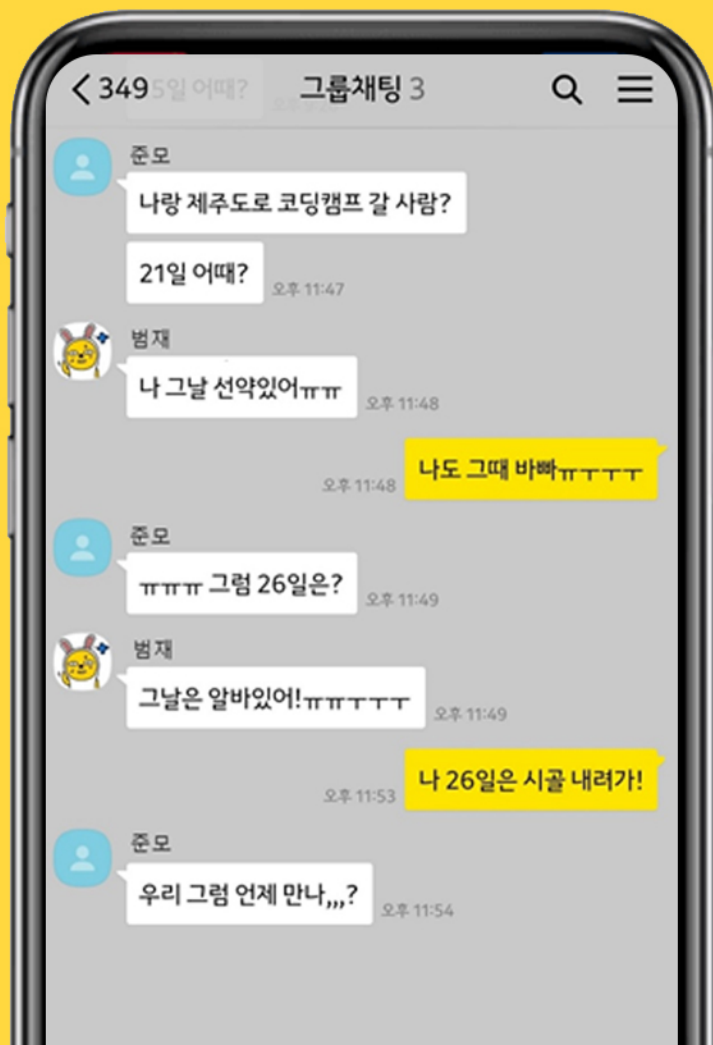 349
5일 어때?
그룹채팅 3
준모
나랑 제주도로 코딩캠프 갈 사람?
21일 어때?
오후 11:47
범재
나 그날 선약있어ㅠㅠ
오후 11:48
나도 그때 바빠ㅠㅜㅜㅜ
오후 11:48
준모
ㅠㅠㅠ 그럼 26일은?
오후 11:49
범재
그날은 알바있어!ㅠㅠㅜㅜㅜ
오후 11:49
나 26일은 시골 내려가!
오후 11:53
준모
우리 그럼 언제 만나,,,?
오후 11:54